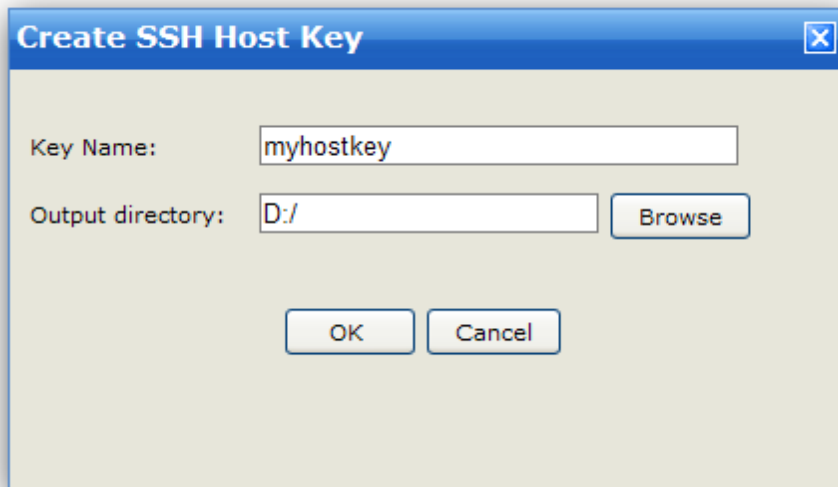 Create SSH Host Key
Key Name: myhostkey
Output directory: D:/ Browse
OK Cancel